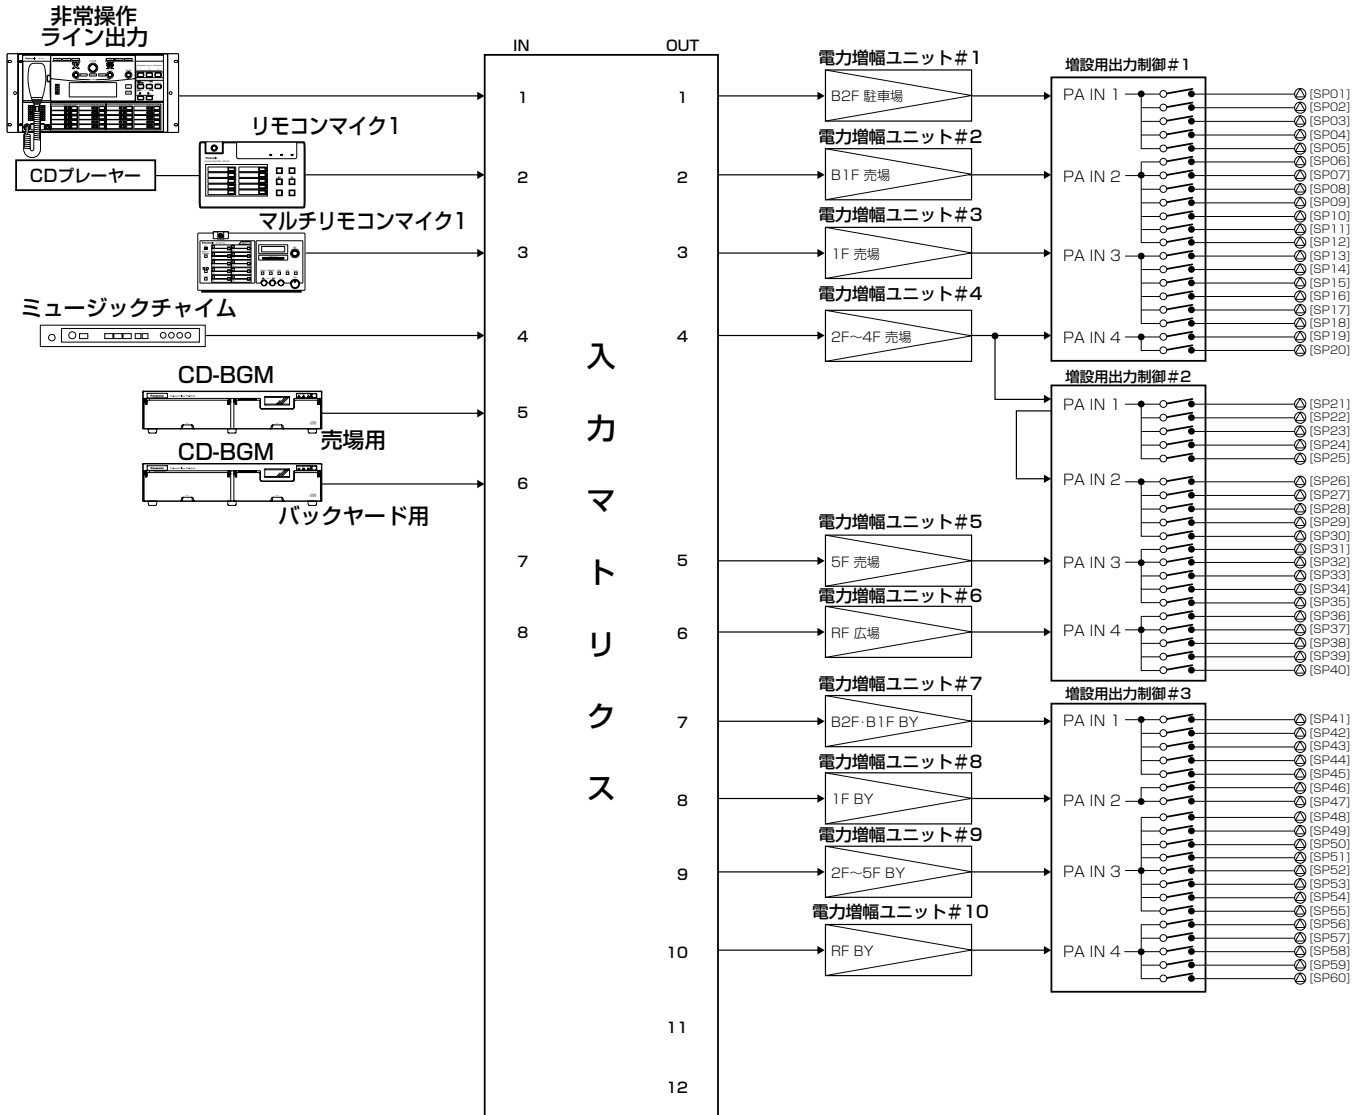 非常操作
ライン出力
リモコンマイク1
CDプレーヤー
マルチリモコンマイク1
ミュージックチャイム
CD-BGM
売場用
CD-BGM
バックヤード用
IN
OUT
1
2
3
4
5
6
7
8
入力マトリクス
1
2
3
4
5
6
7
8
9
10
11
12
電力増幅ユニット#1
B2F 駐車場
電力増幅ユニット#2
B1F 売場
電力増幅ユニット#3
1F 売場
電力増幅ユニット#4
2F～4F 売場
電力増幅ユニット#5
5F 売場
電力増幅ユニット#6
RF 広場
電力増幅ユニット#7
B2F·B1F BY
電力増幅ユニット#8
1F BY
電力増幅ユニット#9
2F～5F BY
電力増幅ユニット#10
RF BY
増設用出力制御#1
PA IN 1
PA IN 2
PA IN 3
PA IN 4
[SP01]
[SP02]
[SP03]
[SP04]
[SP05]
[SP06]
[SP07]
[SP08]
[SP09]
[SP10]
[SP11]
[SP12]
[SP13]
[SP14]
[SP15]
[SP16]
[SP17]
[SP18]
[SP19]
[SP20]
増設用出力制御#2
PA IN 1
PA IN 2
PA IN 3
PA IN 4
[SP21]
[SP22]
[SP23]
[SP24]
[SP25]
[SP26]
[SP27]
[SP28]
[SP29]
[SP30]
[SP31]
[SP32]
[SP33]
[SP34]
[SP35]
[SP36]
[SP37]
[SP38]
[SP39]
[SP40]
増設用出力制御#3
PA IN 1
PA IN 2
PA IN 3
PA IN 4
[SP41]
[SP42]
[SP43]
[SP44]
[SP45]
[SP46]
[SP47]
[SP48]
[SP49]
[SP50]
[SP51]
[SP52]
[SP53]
[SP54]
[SP55]
[SP56]
[SP57]
[SP58]
[SP59]
[SP60]